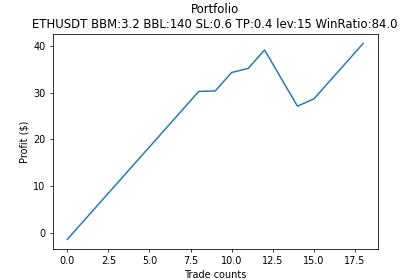 Portfolio
ETHUSDT BBM:3.2 BBL:140 SL:0.6 TP:0.4 lev:15 WinRatio:84.0
40
30
20
10
0
Profit ($)
0.0 2.5 5.0 7.5 10.0 12.5 15.0 17.5
Trade counts